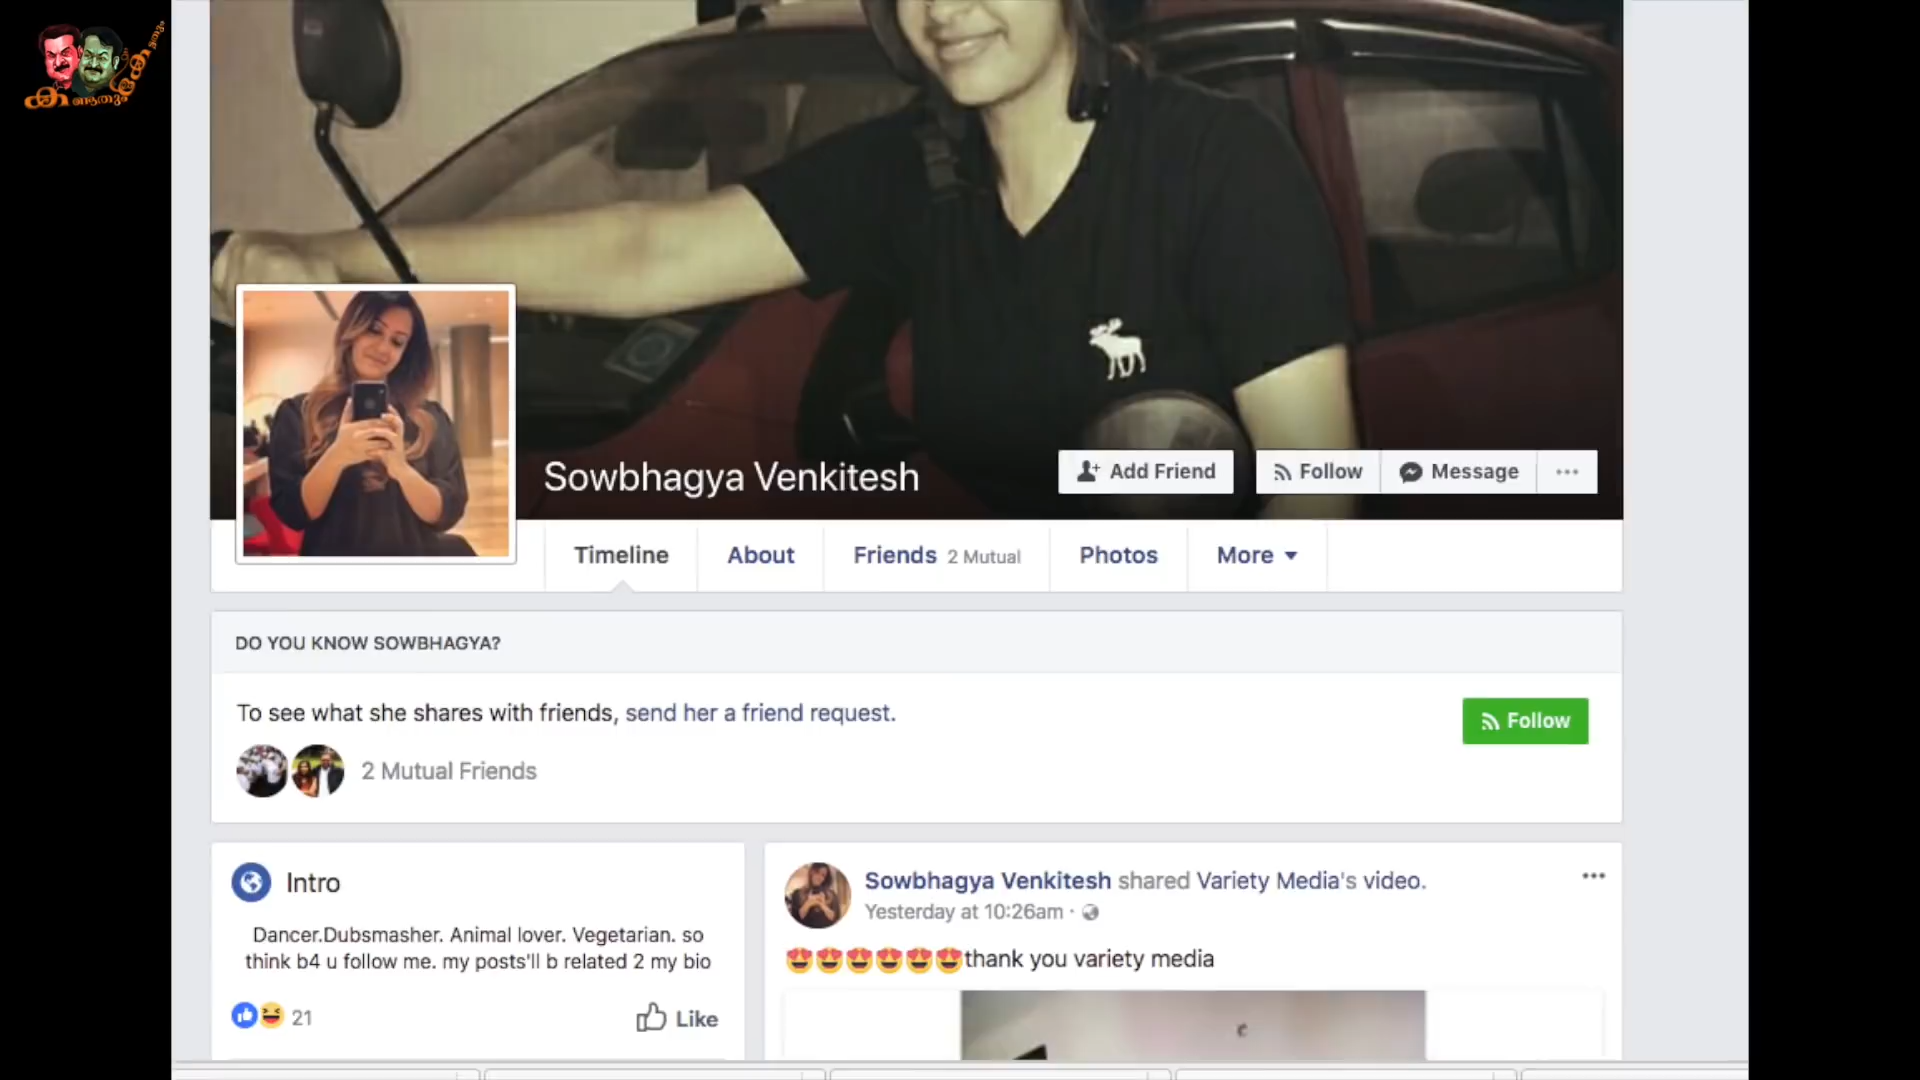 Sowbhagya Venkitesh
Add Friend
Follow
Message
Timeline
About
Friends 2 Mutual
Photos
More
DO YOU KNOW SOWBHAGYA?
To see what she shares with friends, send her a friend request.
Follow
2 Mutual Friends
Intro
Dancer.Dubsmasher. Animal lover. Vegetarian. so
think b4 u follow me. my posts'll b related 2 my bio
21
Like
Sowbhagya Venkitesh shared Variety Media's video.
Yesterday at 10:26am ·
😍😍😍😍😍😍thank you variety media